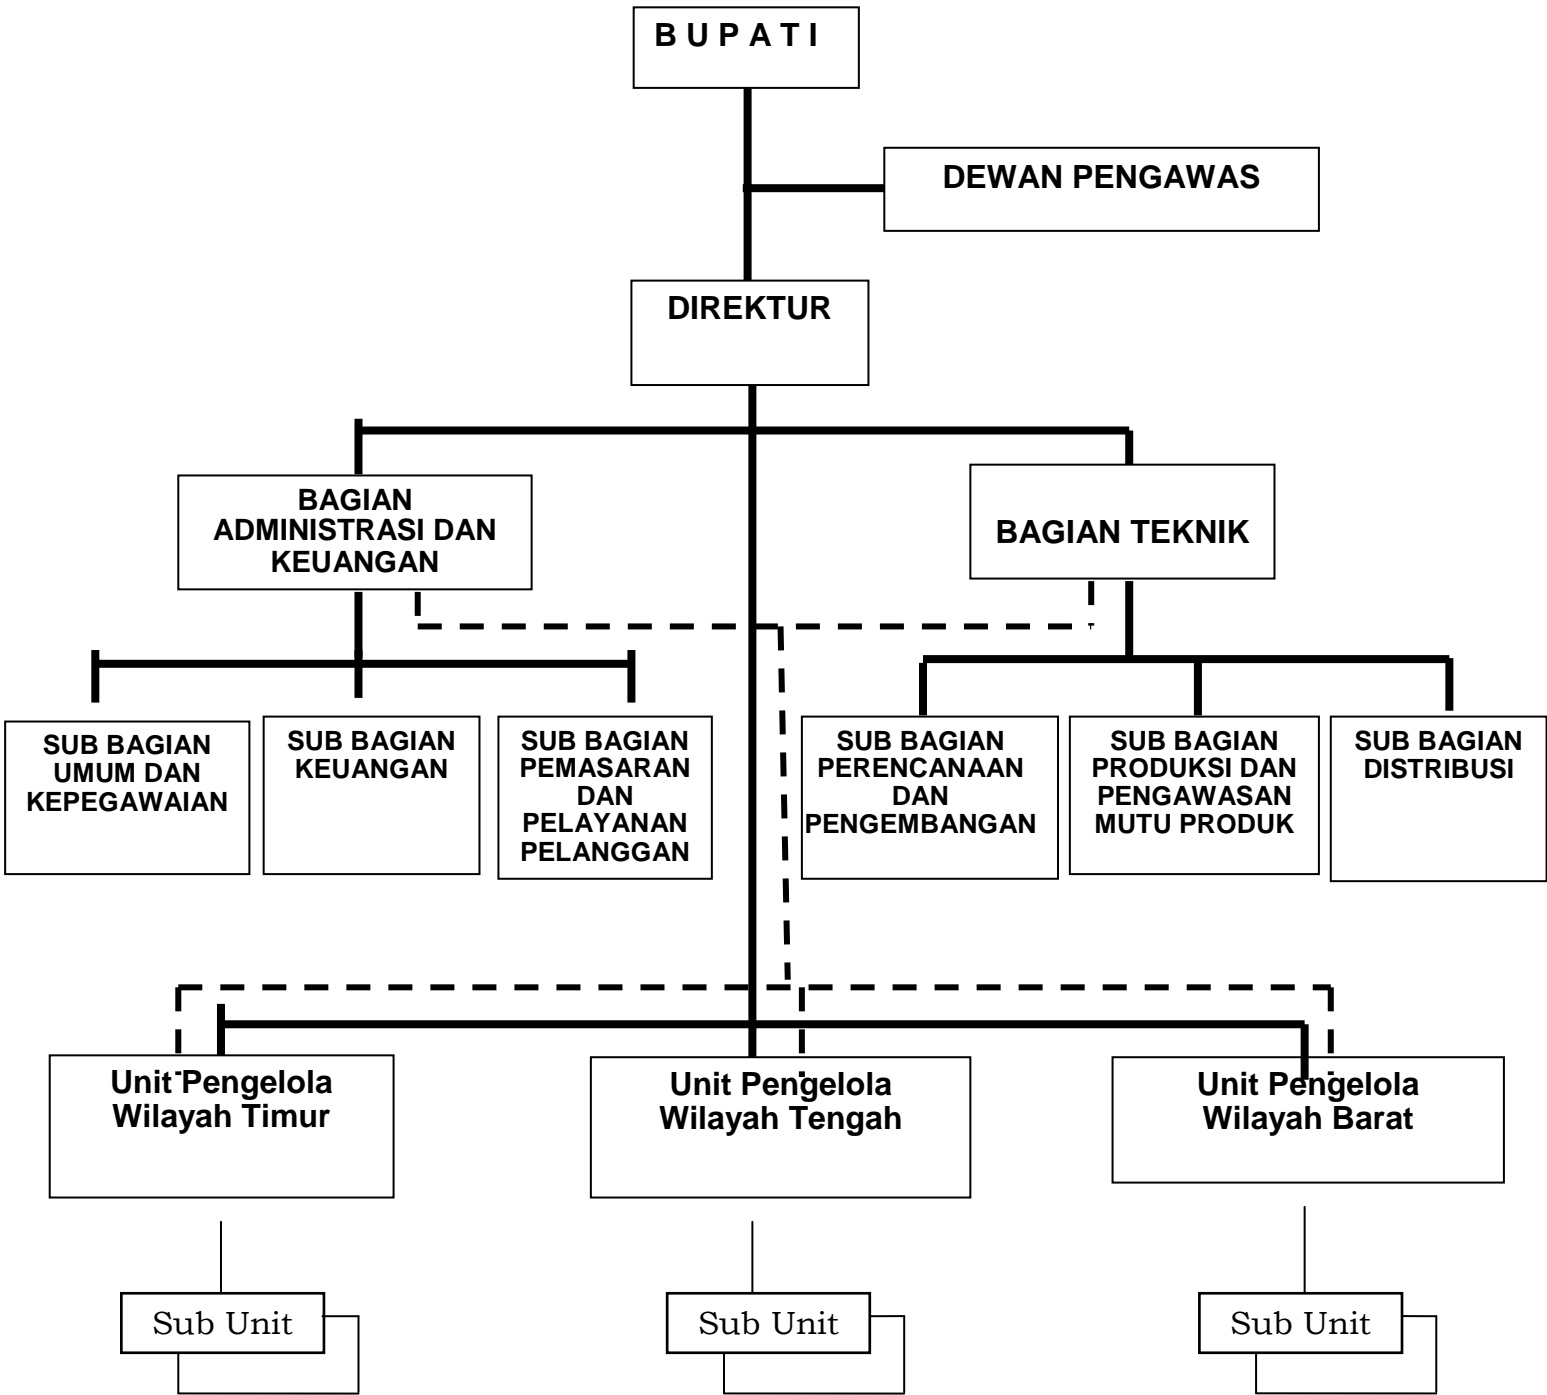 B U P A T I
DEWAN PENGAWAS
DIREKTUR
BAGIAN
ADMINISTRASI DAN
KEUANGAN
BAGIAN TEKNIK
SUB BAGIAN
UMUM DAN
KEPEGAWAIAN
SUB BAGIAN
KEUANGAN
SUB BAGIAN
PEMASARAN
DAN
PELAYANAN
PELANGGAN
SUB BAGIAN
PERENCANAAN
DAN
PENGEMBANGAN
SUB BAGIAN
PRODUKSI DAN
PENGAWASAN
MUTU PRODUK
SUB BAGIAN
DISTRIBUSI
Unit Pengelola
Wilayah Timur
Unit Pengelola
Wilayah Tengah
Unit Pengelola
Wilayah Barat
Sub Unit
Sub Unit
Sub Unit